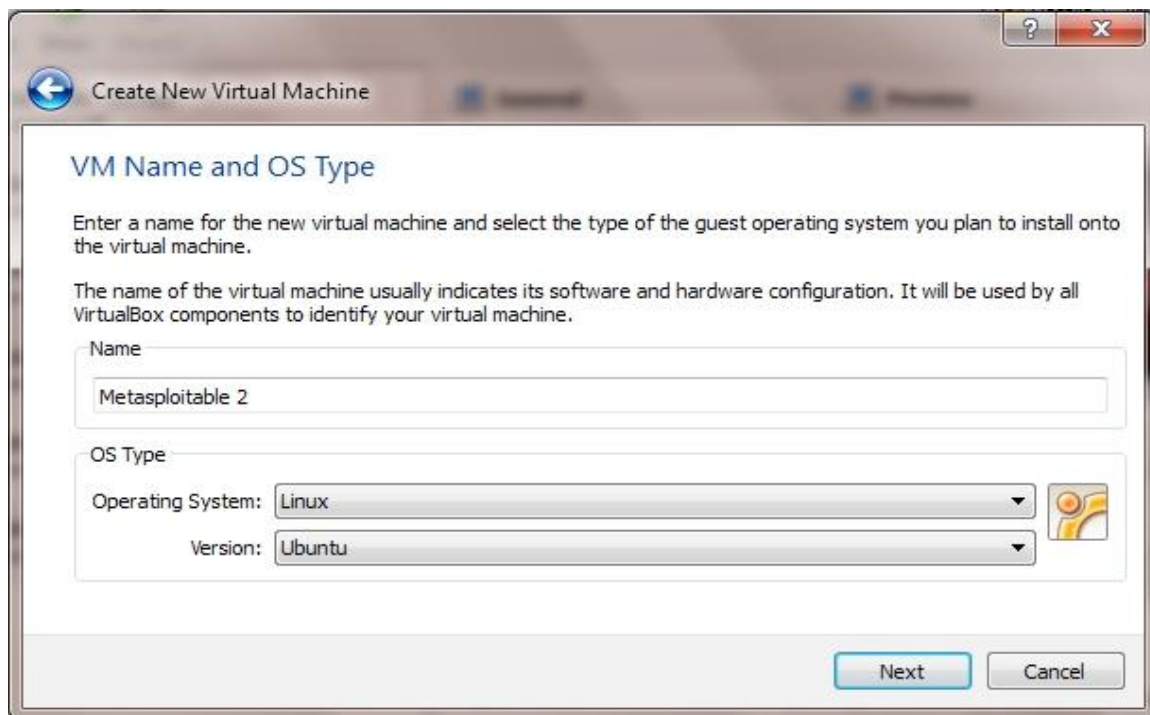 ?
X
Create New Virtual Machine
VM Name and OS Type
Enter a name for the new virtual machine and select the type of the guest operating system you plan to install onto
the virtual machine.
The name of the virtual machine usually indicates its software and hardware configuration. It will be used by all
VirtualBox components to identify your virtual machine.
Name
Metasploitable 2
OS Type
Operating System: Linux
Version: Ubuntu
Next Cancel